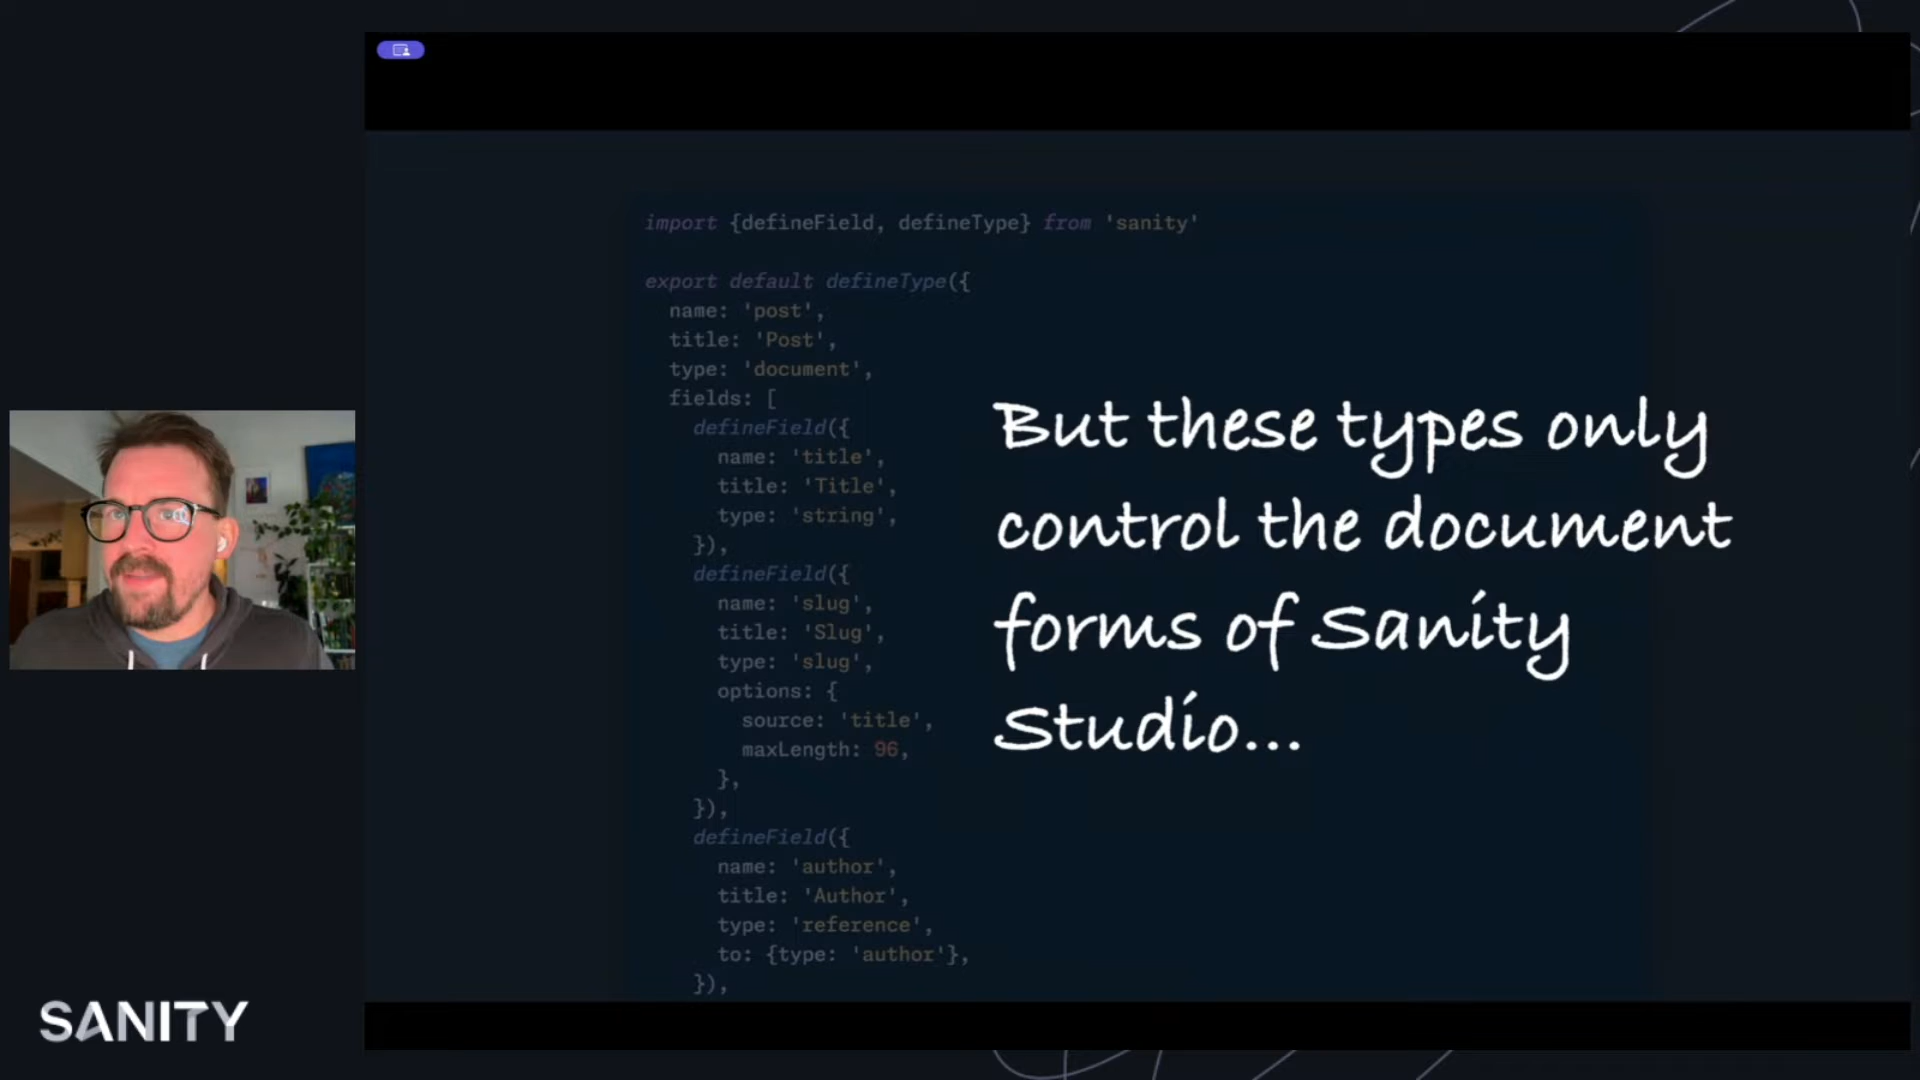 import {defineField, defineType} from 'sanity'
export default defineType({
name: 'post',
title: 'Post',
type: 'document',
fields: [
defineField({
name: 'title',
title: 'Title',
type: 'string',
}),
defineField({
name: 'slug',
title: 'Slug',
type: 'slug',
options: {
source: 'title',
maxLength: 96,
},
}),
defineField({
name: 'author',
title: 'Author',
type: 'reference',
to: {type: 'author'},
}),
But these types only
control the document
forms of Sanity
Studio...
SANITY